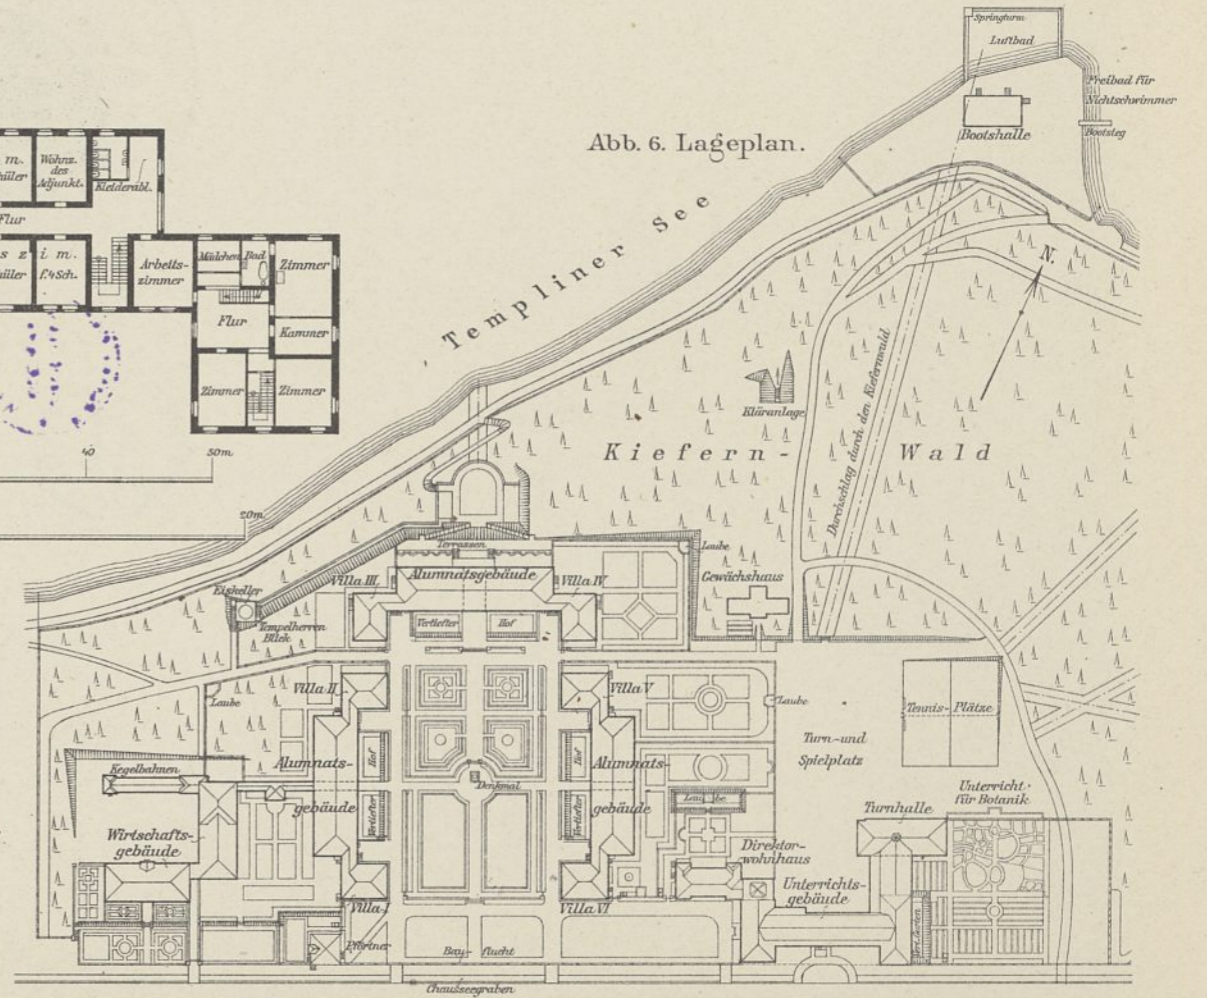 Springturm
Luftbad
Freibad für
Nichtschwimmer
Bootshalle
Bootsteg
Abb. 6. Lageplan.
m.
Wohnz.
des
Adjunkt.
Kleiderabl.
Flur
s z i m.
f. 4 Sch.
Arbeits-
zimmer
Mädchen
Bad
Zimmer
Flur
Kammer
Zimmer
Zimmer
40
50m
20m
Templiner See
N.
Kläranlage
Kiefern-Wald
Durchschlag durch den Kiefernwald
Terrassen
Laube
Villa III
Alumnatsgebäude
Villa IV
Gewächshaus
Eiskeller
Tempelherren
Blick
Vertiefter Hof
Villa II
Villa V
Laube
Laube
Tennis-Plätze
Turn-und
Spielplatz
Kegelbahnen
Alumnats-
gebäude
Hof
Vertiefter
Denkmal
Hof
Vertiefter
Alumnats-
gebäude
Unterricht
für Botanik
Turnhalle
Wirtschafts-
gebäude
Direktor-
wohnhaus
Unterrichts-
gebäude
Villa I
Villa VI
Pförtner
Bau-flucht
Chausseegraben